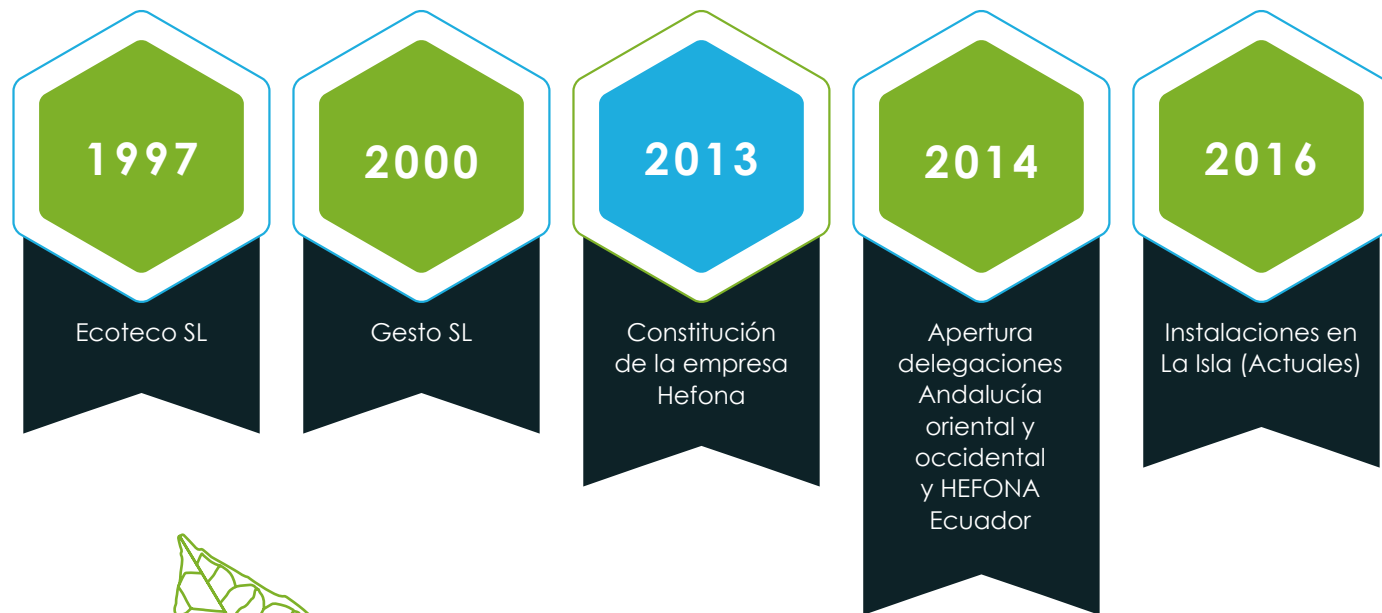 1997
Ecoteco SL
2000
Gesto SL
2013
Constitución
de la empresa
Hefona
2014
Apertura
delegaciones
Andalucía
oriental y
occidental
y HEFONA
Ecuador
2016
Instalaciones en
La Isla (Actuales)